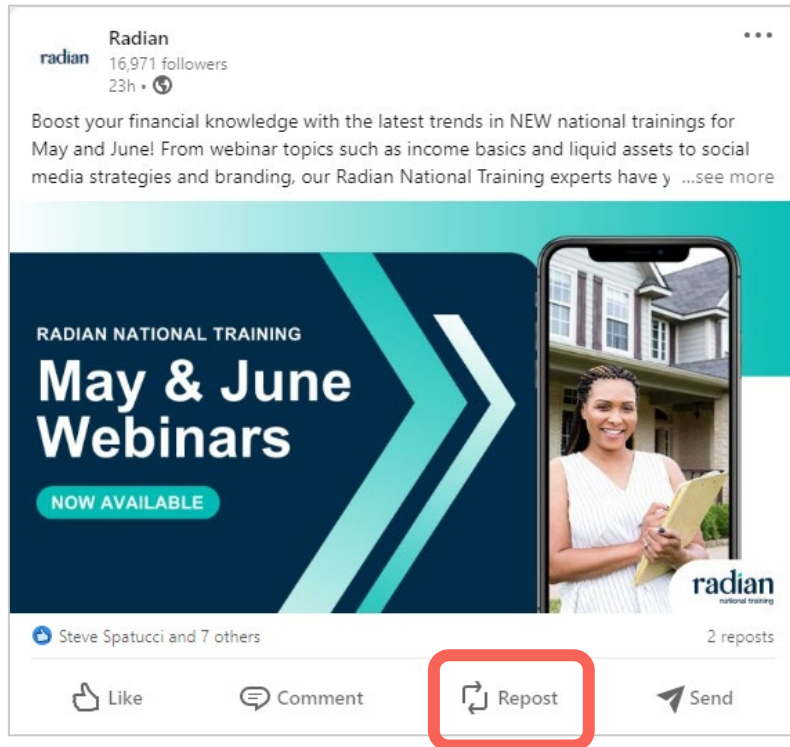 radian
Radian
16,971 followers
23h •
Boost your financial knowledge with the latest trends in NEW national trainings for
May and June! From webinar topics such as income basics and liquid assets to social
media strategies and branding, our Radian National Training experts have y ...see more
RADIAN NATIONAL TRAINING
May & June
Webinars
NOW AVAILABLE
radian
national training
Steve Spatucci and 7 others
2 reposts
Like
Comment
Repost
Send